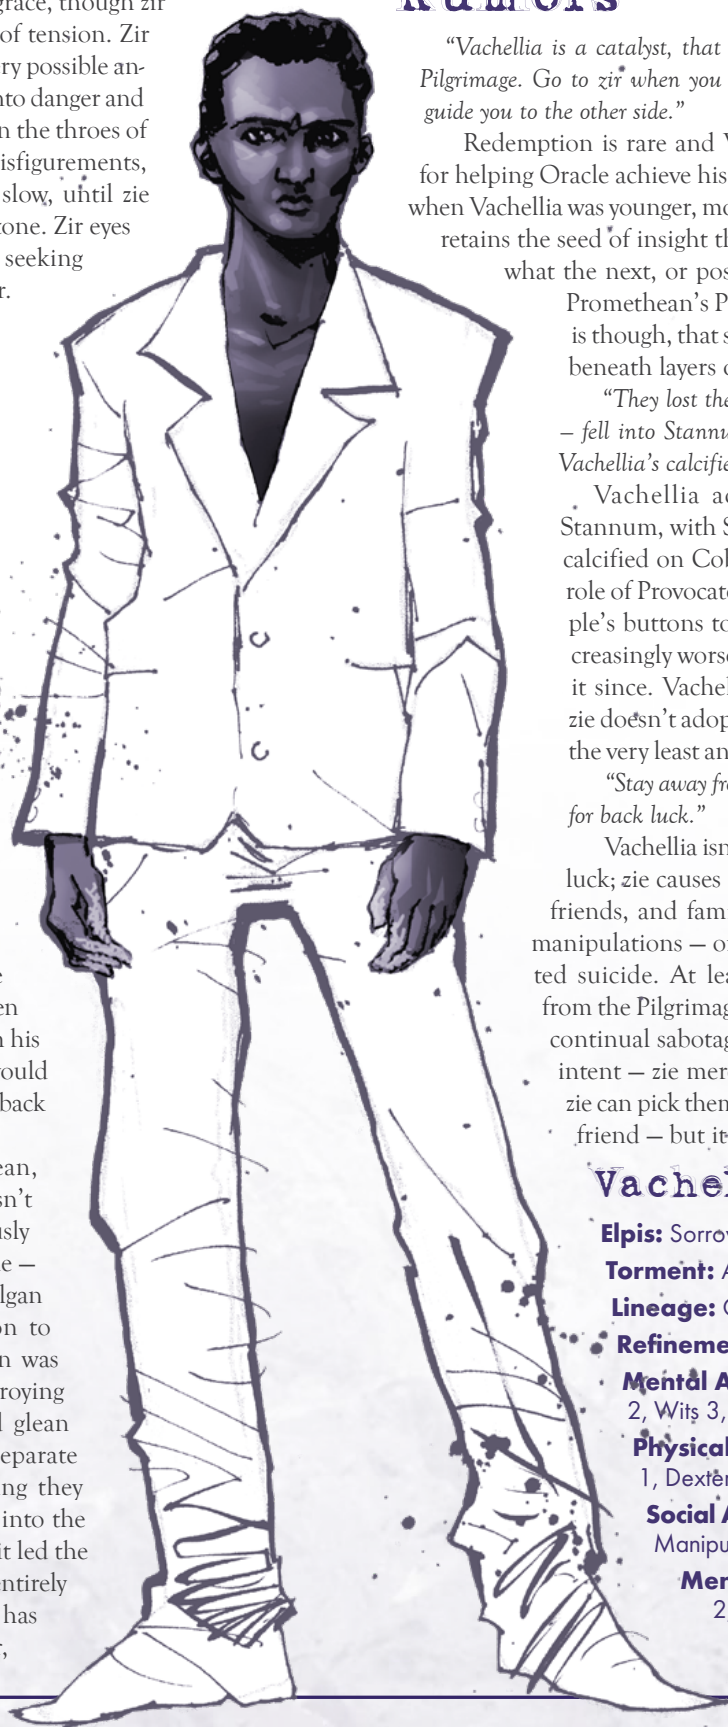 grace, though zir
of tension. Zir
ry possible an-
nto danger and
n the throes of
isfigurements,
slow, until zie
one. Zir eyes
seeking
r.
e
en
n his
ould
back
ean,
sn't
usly
e —
lgan
on to
n was
roying
glean
eparate
ng they
into the
it led the
entirely
has
Rumors
“Vachellia is a catalyst, that
Pilgrimage. Go to zir when you
guide you to the other side.”
Redemption is rare and V
for helping Oracle achieve his
when Vachellia was younger, mo
retains the seed of insight th
what the next, or pos
Promethean’s P
is though, that s
beneath layers o
“They lost the
– fell into Stannu
Vachellia’s calcifie
Vachellia ac
Stannum, with S
calcified on Cob
role of Provocate
ple’s buttons to
creasingly worse
it since. Vachel
zie doesn’t adop
the very least an
“Stay away fr
for back luck.”
Vachellia isn
luck; zie causes
friends, and fam
manipulations — o
ted suicide. At lea
from the Pilgrimag
continual sabotag
intent — zie mer
zie can pick them
friend — but it
Vachel
Elpis: Sorrow
Torment: A
Lineage:
Refineme
Mental A
2, Wits 3,
Physical
1, Dexter
Social A
Manipu
Mer
2,